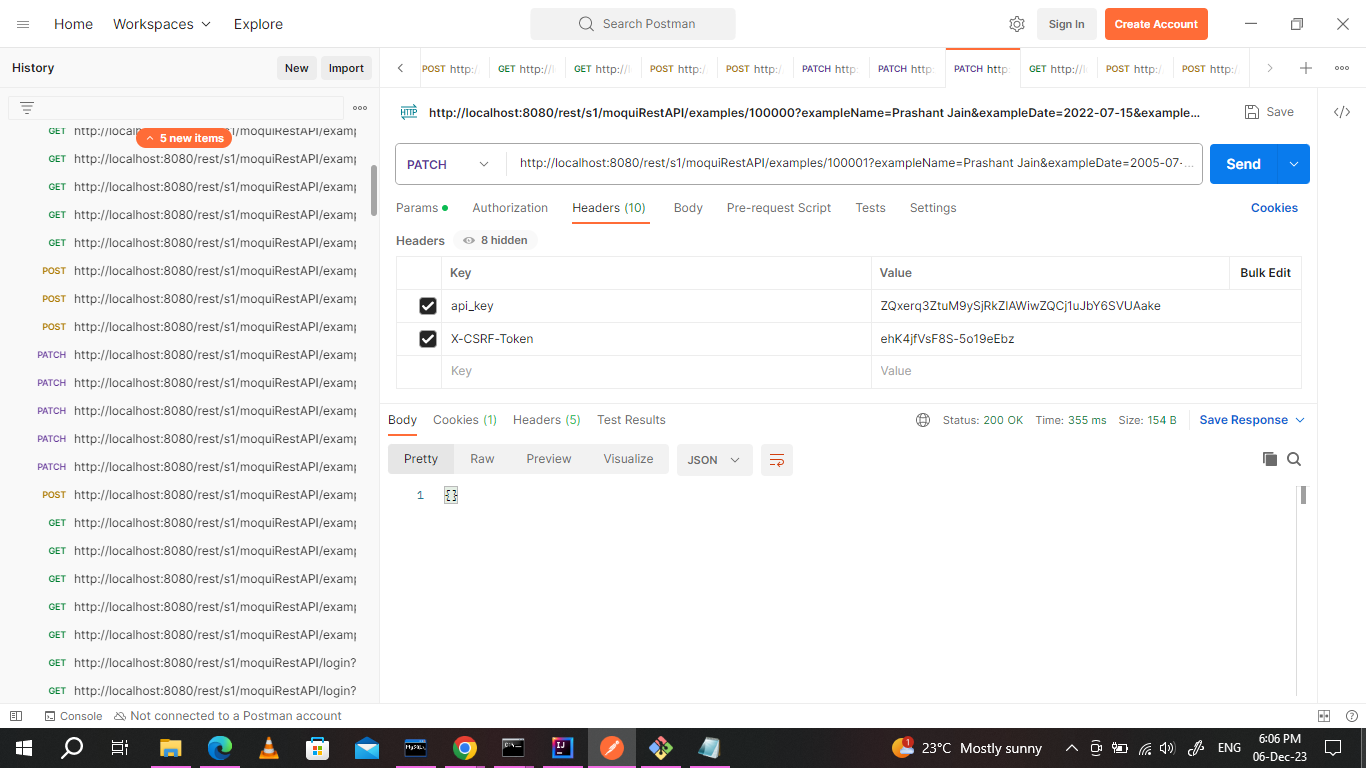 Home Workspaces Explore Search Postman Sign In Create Account
History New Import
POST http:/ GET http://l GET http://l POST http:/ POST http:/ PATCH http: PATCH http: PATCH http: GET http://l POST http:/ POST http:/
HTTP http://localhost:8080/rest/s1/moquiRestAPI/examples/100000?exampleName=Prashant Jain&exampleDate=2022-07-15&example... Save
PATCH http://localhost:8080/rest/s1/moquiRestAPI/examples/100001?exampleName=Prashant Jain&exampleDate=2005-07-... Send
Params Authorization Headers (10) Body Pre-request Script Tests Settings Cookies
Headers 8 hidden
Key Value Bulk Edit
api_key ZQxerq3ZtuM9ySjRkZlAWiwZQCj1uJbY6SVUAake
X-CSRF-Token ehK4jfVsF8S-5o19eEbz
Key Value
Body Cookies (1) Headers (5) Test Results Status: 200 OK Time: 355 ms Size: 154 B Save Response
Pretty Raw Preview Visualize JSON
1 {}
GET http://localhost:8080/rest/s1/moquiRestAPI/examp
5 new items
GET http://localhost:8080/rest/s1/moquiRestAPI/examp
GET http://localhost:8080/rest/s1/moquiRestAPI/examp
GET http://localhost:8080/rest/s1/moquiRestAPI/examp
GET http://localhost:8080/rest/s1/moquiRestAPI/examp
POST http://localhost:8080/rest/s1/moquiRestAPI/examp
POST http://localhost:8080/rest/s1/moquiRestAPI/examp
POST http://localhost:8080/rest/s1/moquiRestAPI/examp
PATCH http://localhost:8080/rest/s1/moquiRestAPI/examp
PATCH http://localhost:8080/rest/s1/moquiRestAPI/examp
PATCH http://localhost:8080/rest/s1/moquiRestAPI/examp
PATCH http://localhost:8080/rest/s1/moquiRestAPI/examp
PATCH http://localhost:8080/rest/s1/moquiRestAPI/examp
POST http://localhost:8080/rest/s1/moquiRestAPI/examp
GET http://localhost:8080/rest/s1/moquiRestAPI/examp
GET http://localhost:8080/rest/s1/moquiRestAPI/examp
GET http://localhost:8080/rest/s1/moquiRestAPI/examp
GET http://localhost:8080/rest/s1/moquiRestAPI/examp
GET http://localhost:8080/rest/s1/moquiRestAPI/examp
GET http://localhost:8080/rest/s1/moquiRestAPI/login?
GET http://localhost:8080/rest/s1/moquiRestAPI/login?
Console Not connected to a Postman account
1 23°C Mostly sunny ENG 6:06 PM
06-Dec-23